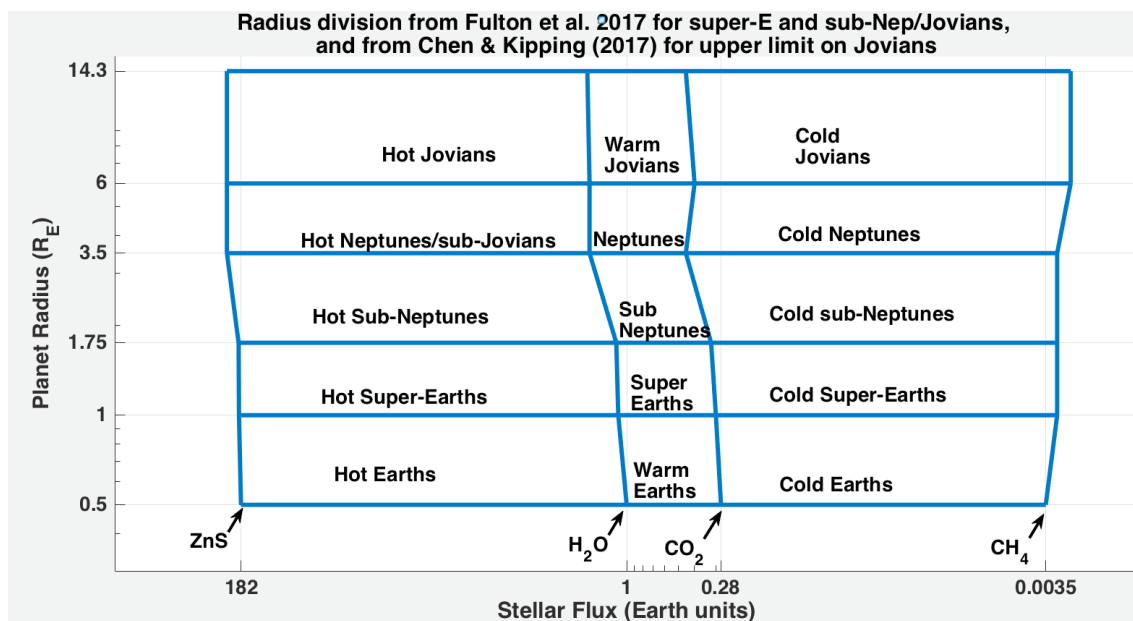 Radius division from Fulton et al. 2017 for super-E and sub-Nep/Jovians,
and from Chen & Kipping (2017) for upper limit on Jovians
14.3
Hot Jovians
Warm
Jovians
Cold
Jovians
6
Hot Neptunes/sub-Jovians
Neptunes
Cold Neptunes
3.5
Hot Sub-Neptunes
Sub
Neptunes
Cold sub-Neptunes
1.75
Hot Super-Earths
Super
Earths
Cold Super-Earths
1
Hot Earths
Warm
Earths
Cold Earths
0.5
Planet Radius (R_E)
ZnS
H₂O
CO₂
CH₄
182
1
0.28
0.0035
Stellar Flux (Earth units)